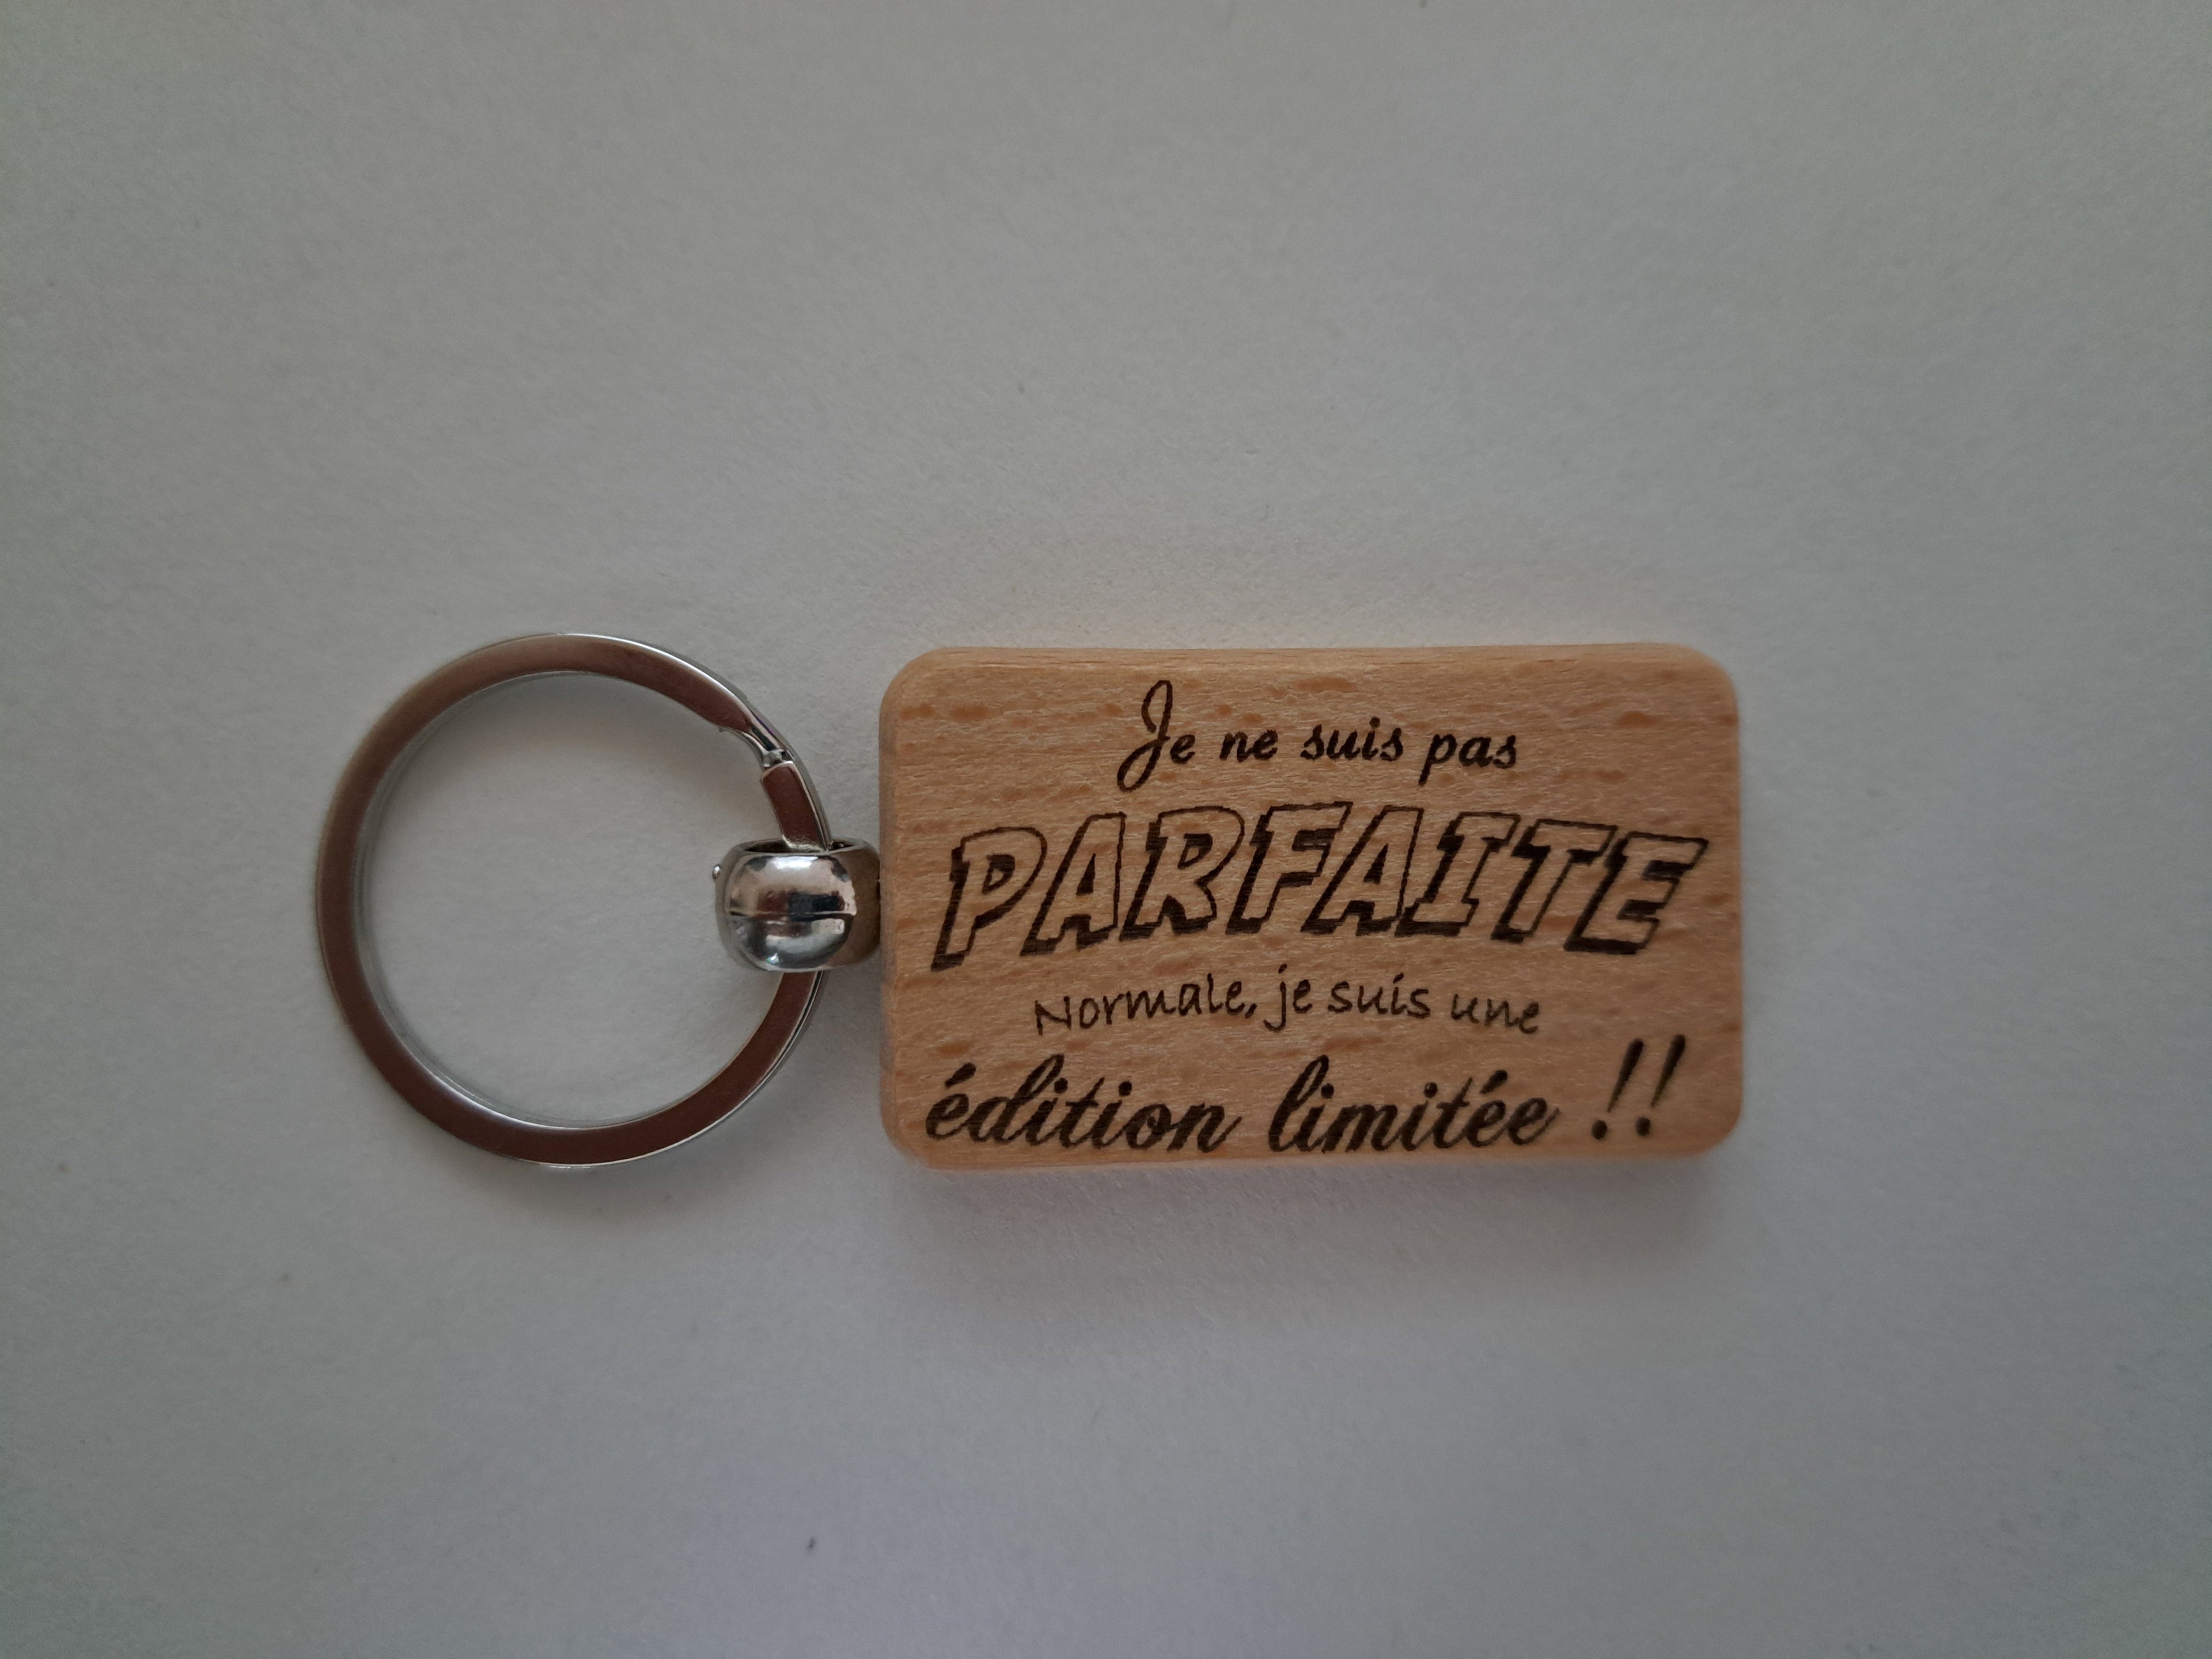 Je ne suis pas
PARFAITE
Normale, je suis une
édition limitée !!